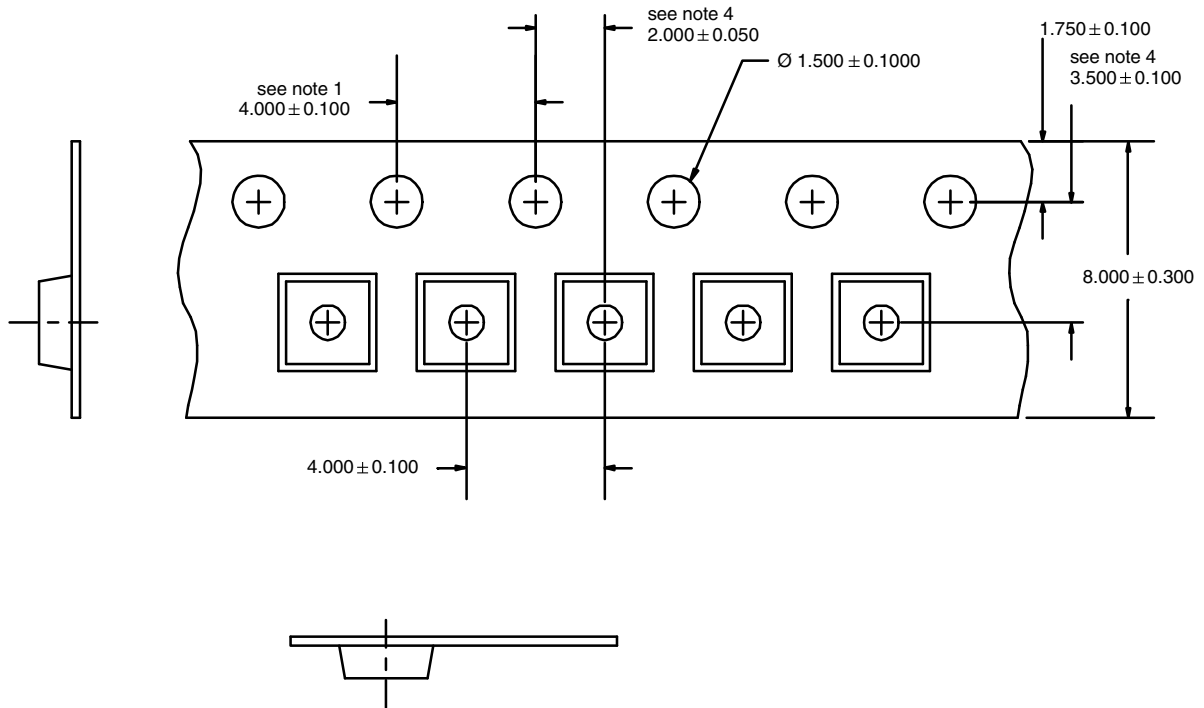 see note 4
2.000 ± 0.050
1.750 ± 0.100
Ø 1.500 ± 0.1000
see note 4
3.500 ± 0.100
see note 1
4.000 ± 0.100
8.000 ± 0.300
4.000 ± 0.100